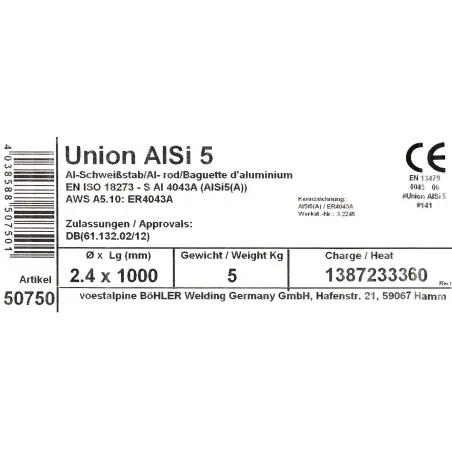 4038588507501
Union AlSi 5
Al-Schweißstab/Al- rod/Baguette d'aluminium
EN ISO 18273 - S Al 4043A (AlSi5(A))
AWS A5.10: ER4043A
Kennzeichnung:
AlSi5(A) / ER4043A
Werkst.-Nr.: 3.2245
CE
EN 13479
0045 06
#Union AlSi 5
#141
Zulassungen / Approvals:
DB(61.132.02/12)
Artikel
50750
Ø x Lg (mm)
2.4 x 1000
Gewicht / Weight Kg
5
Charge / Heat
1387233360
voestalpine BöHLER Welding Germany GmbH, Hafenstr. 21, 59067 Hamm